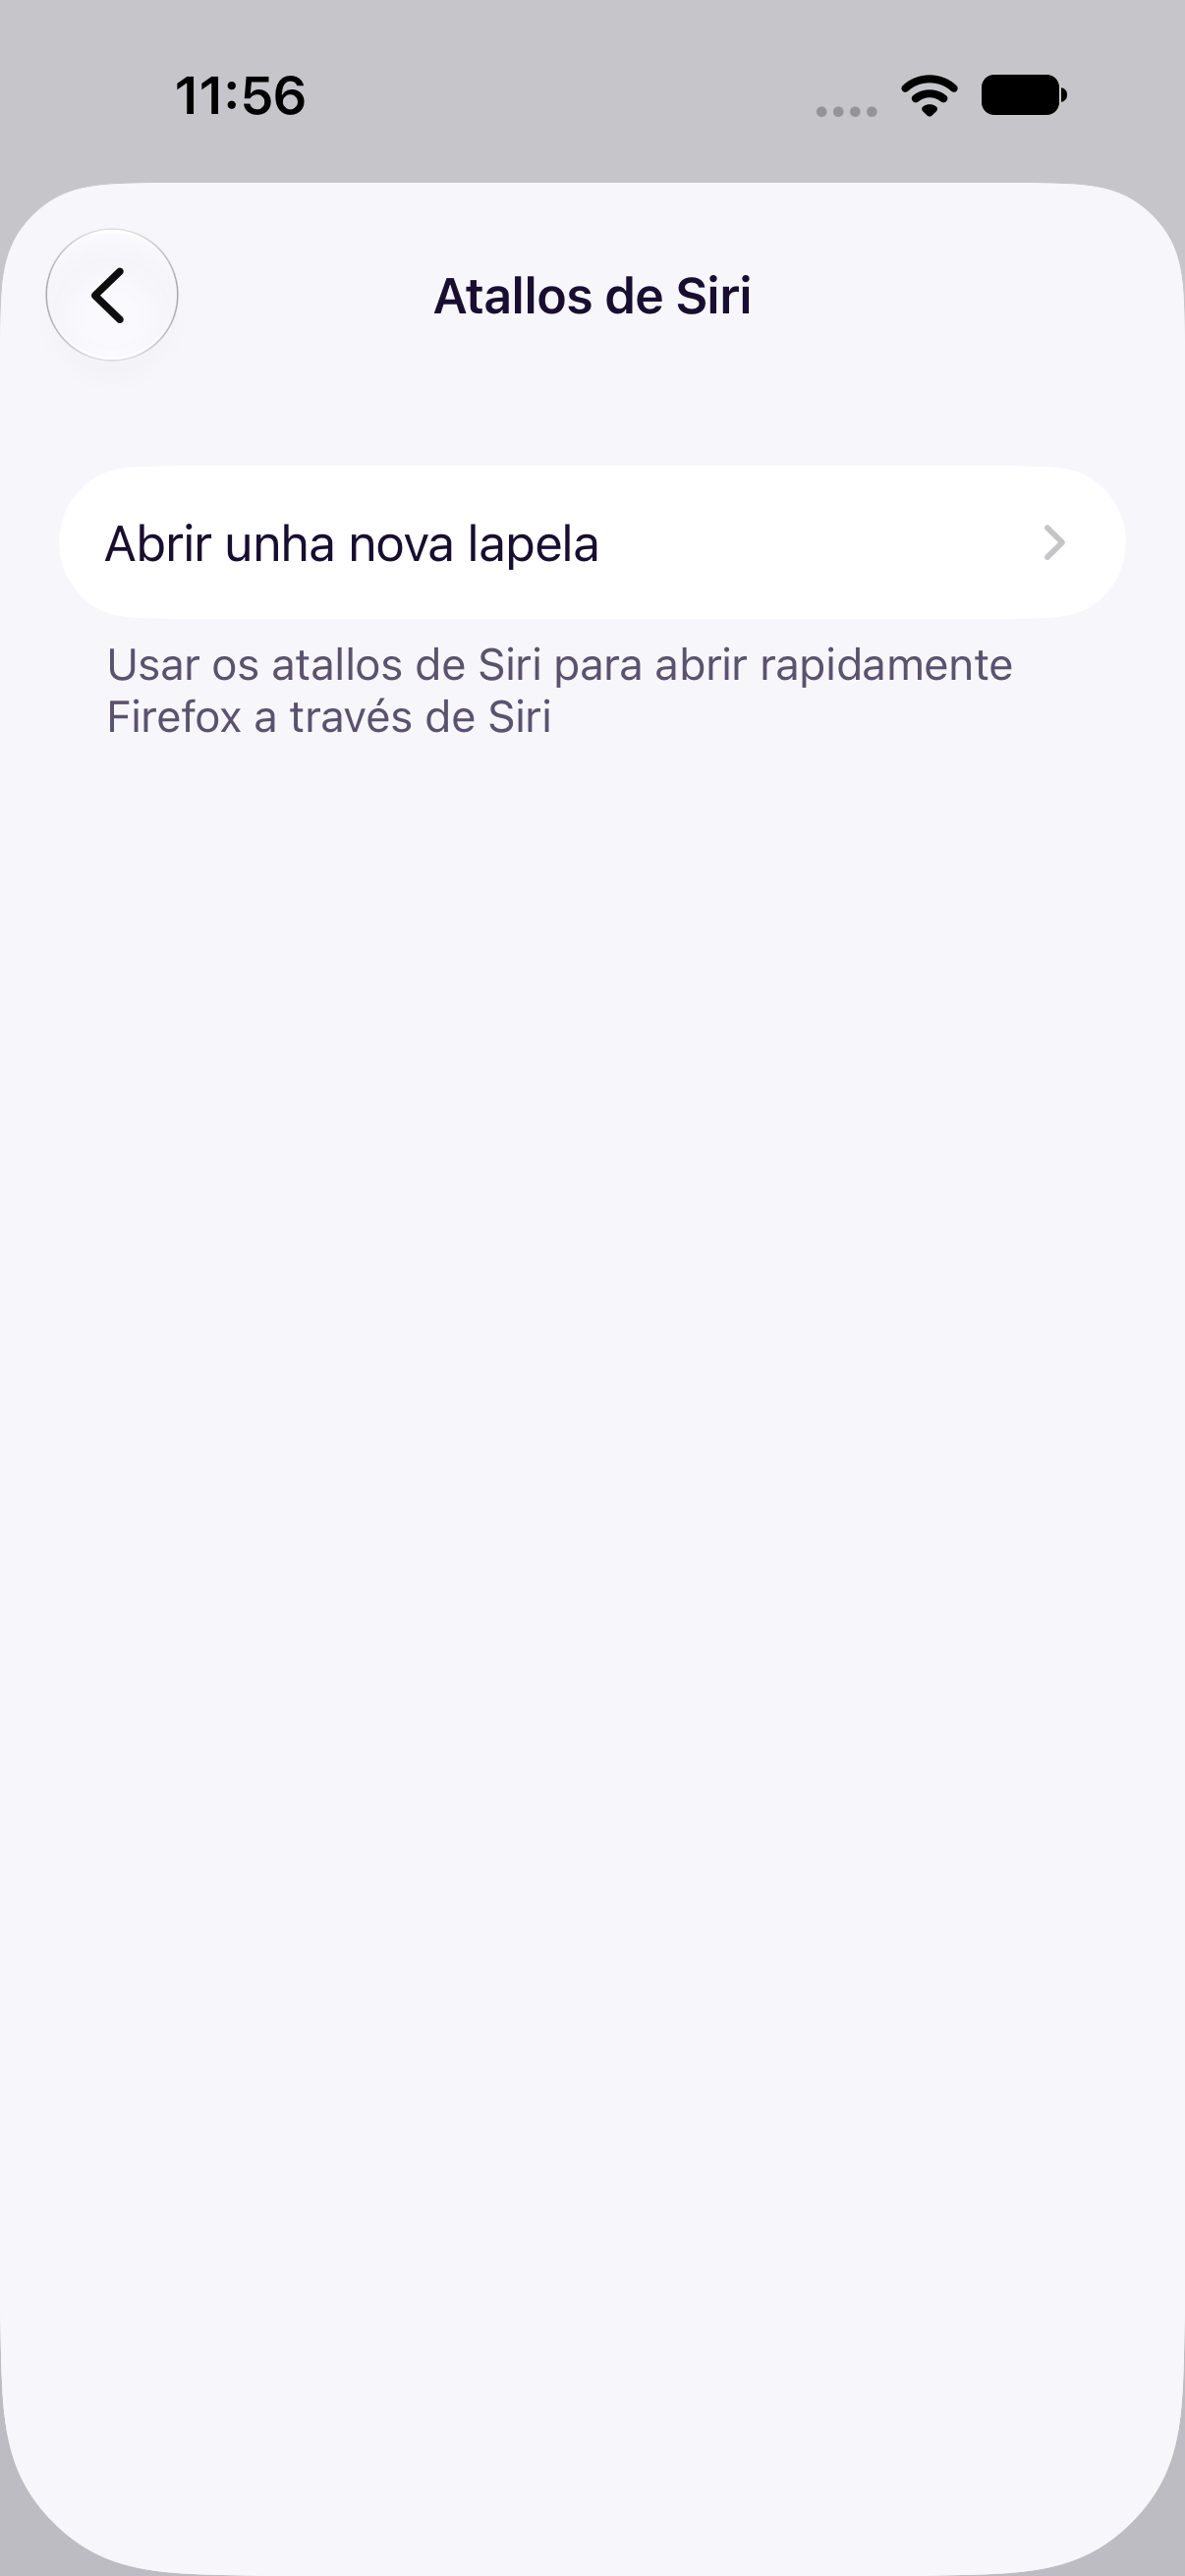 11:56
Atallos de Siri
Abrir unha nova lapela
Usar os atallos de Siri para abrir rapidamente
Firefox a través de Siri